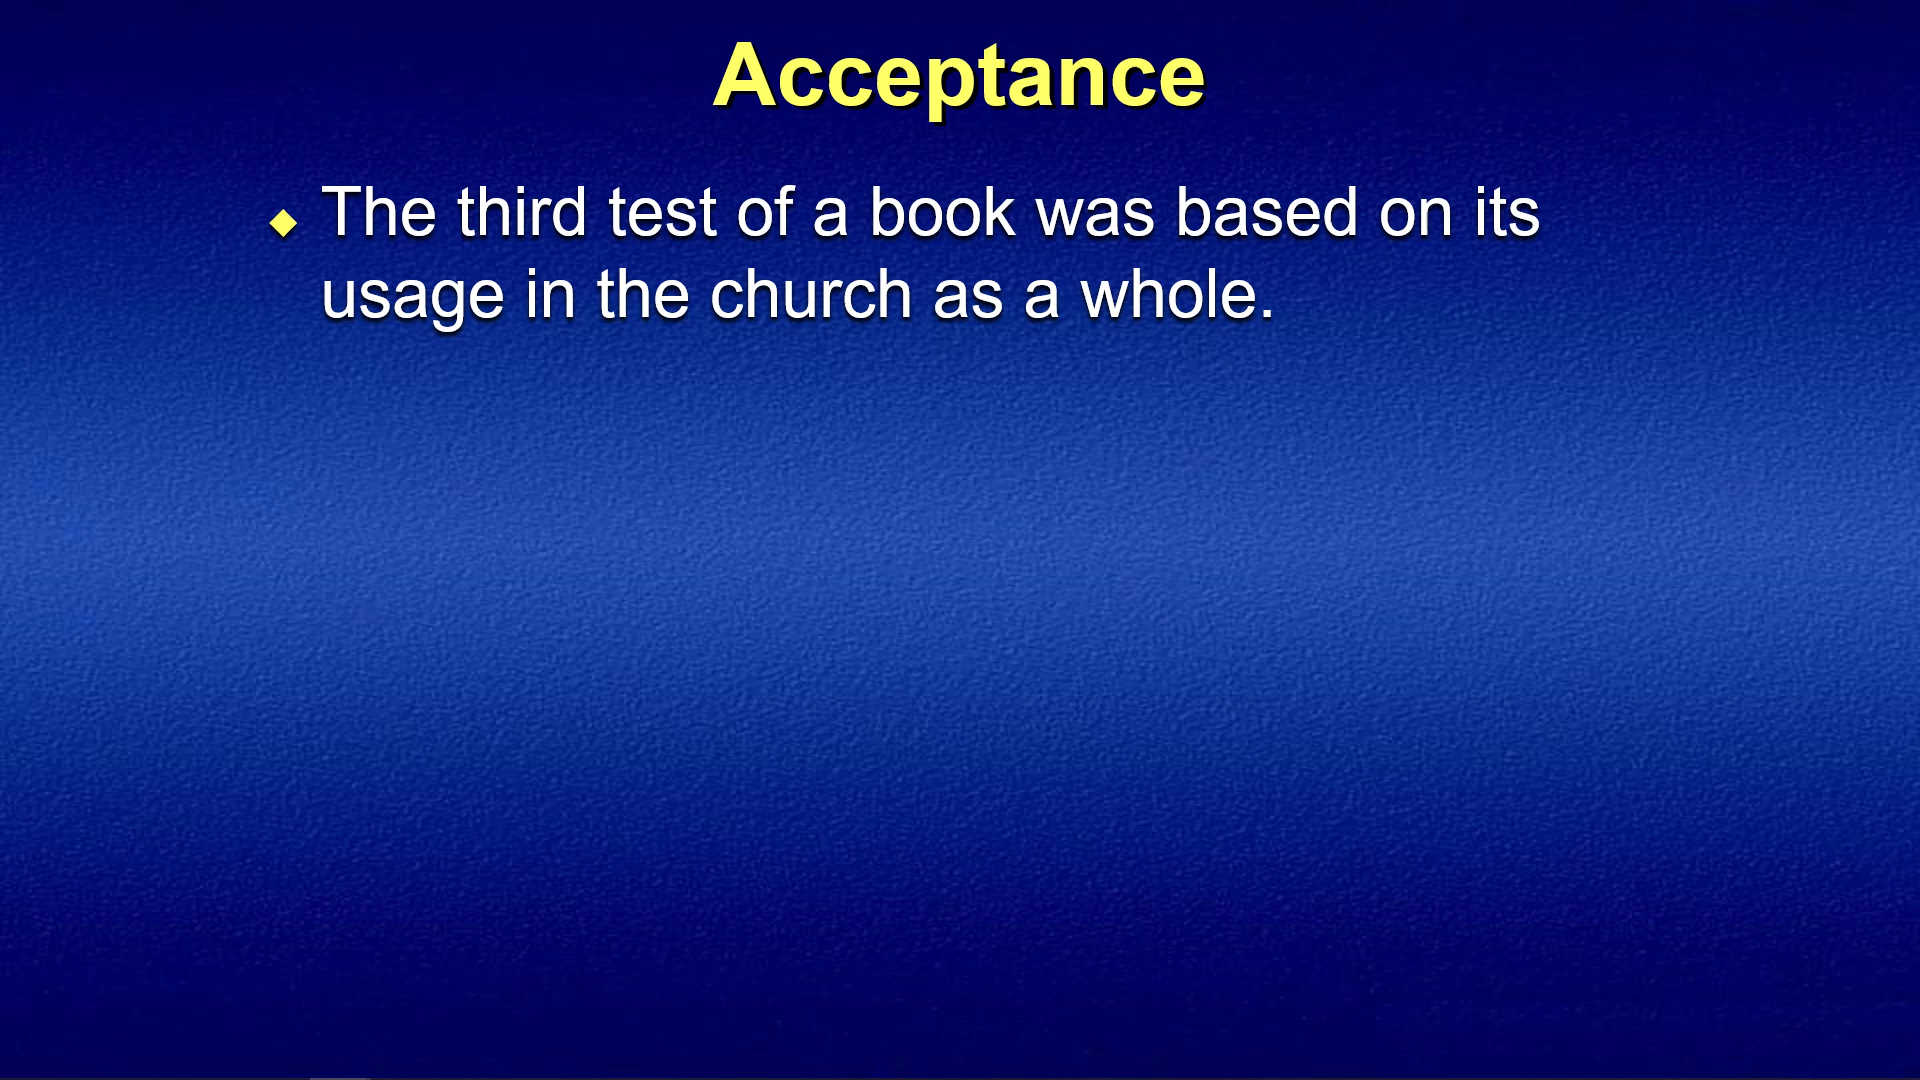 Acceptance
The third test of a book was based on its
usage in the church as a whole.